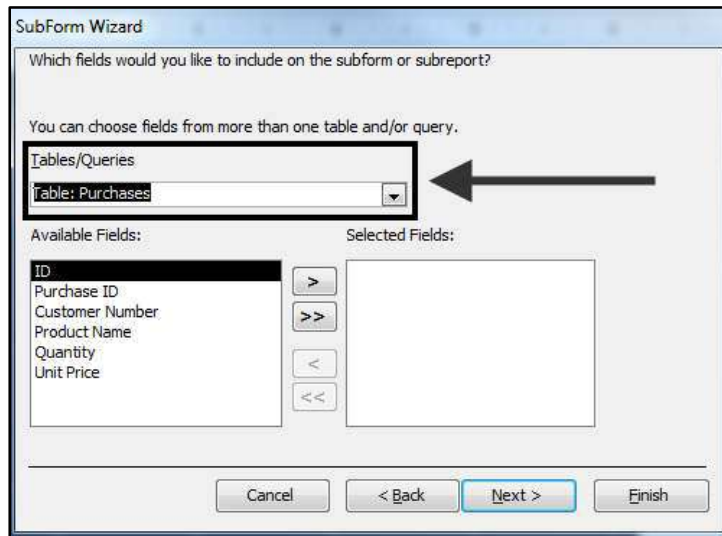 SubForm Wizard
Which fields would you like to include on the subform or subreport?
You can choose fields from more than one table and/or query.
Tables/Queries
Table: Purchases
Available Fields:
Selected Fields:
ID
Purchase ID
Customer Number
Product Name
Quantity
Unit Price
>
>>
<
<<
Cancel
< Back
Next >
Finish